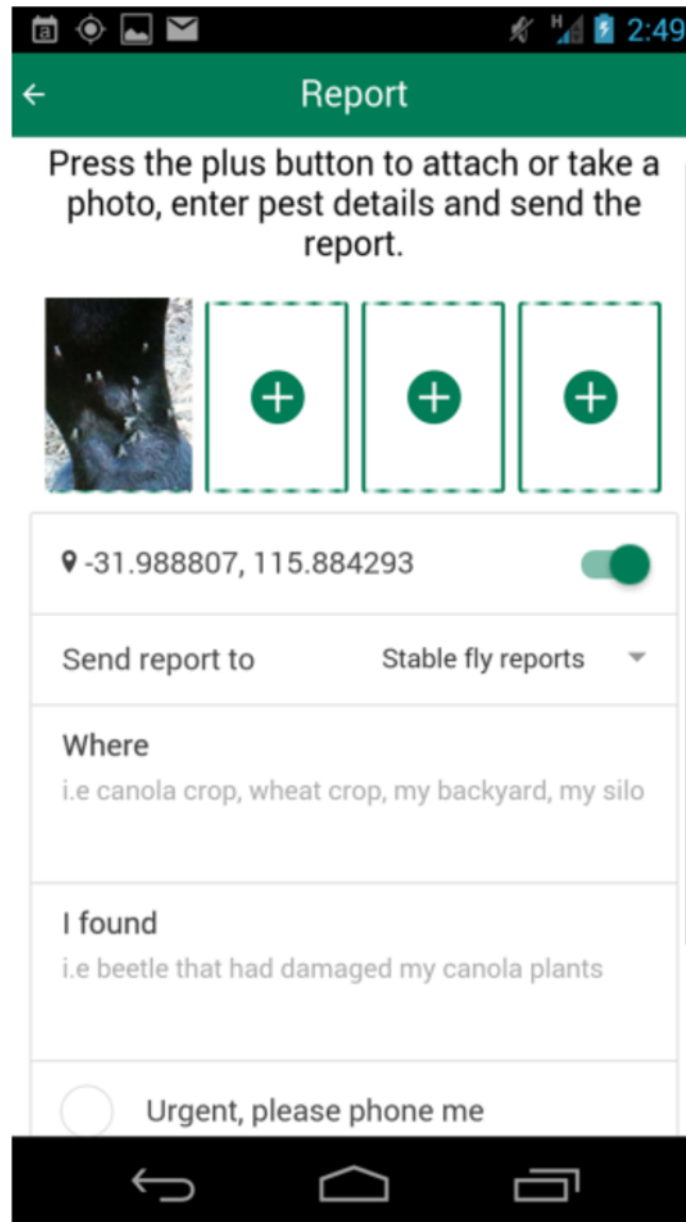 H 2:49
Report
Press the plus button to attach or take a
photo, enter pest details and send the
report.
-31.988807, 115.884293
Send report to Stable fly reports
Where
i.e canola crop, wheat crop, my backyard, my silo
I found
i.e beetle that had damaged my canola plants
Urgent, please phone me